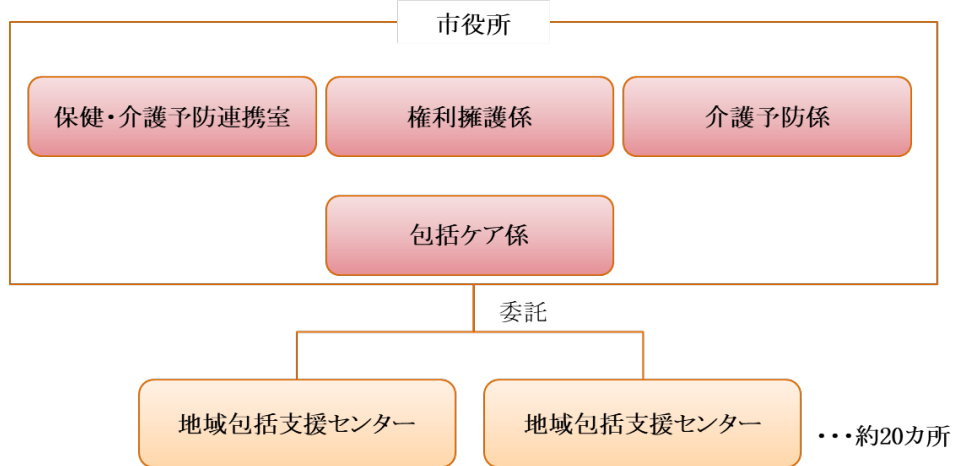 市役所
保健・介護予防連携室
権利擁護係
介護予防係
包括ケア係
委託
地域包括支援センター
地域包括支援センター
・・・約20カ所